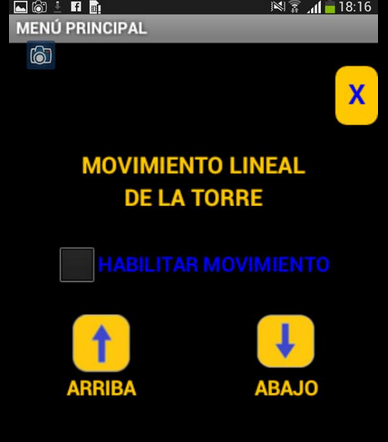 18:16
MENÚ PRINCIPAL
X
MOVIMIENTO LINEAL
DE LA TORRE
HABILITAR MOVIMIENTO
ARRIBA
ABAJO